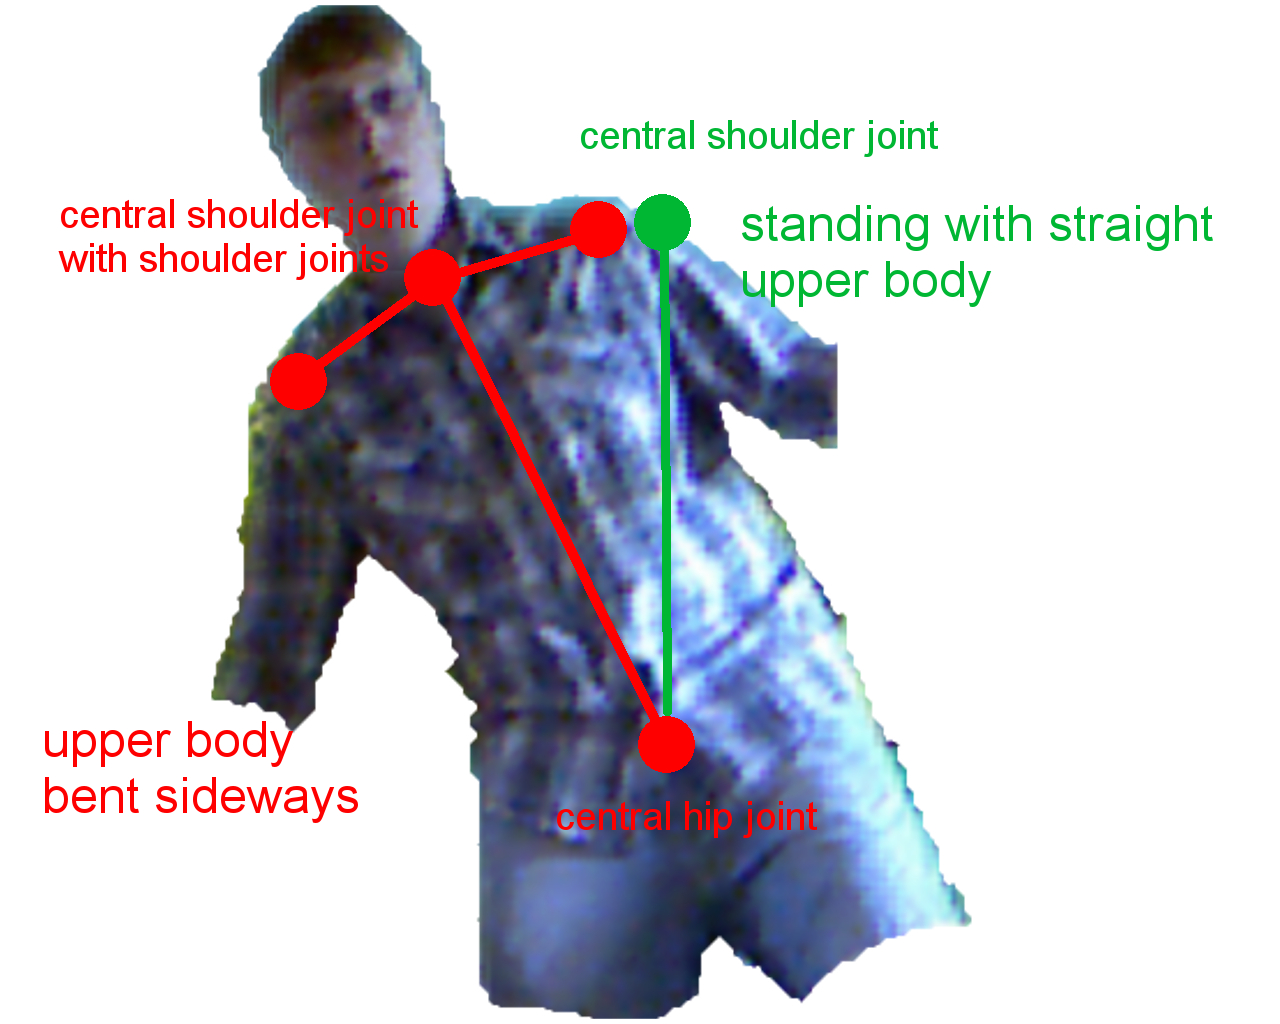 central shoulder joint
central shoulder joint
with shoulder joints
standing with straight
upper body
upper body
bent sideways
central hip joint